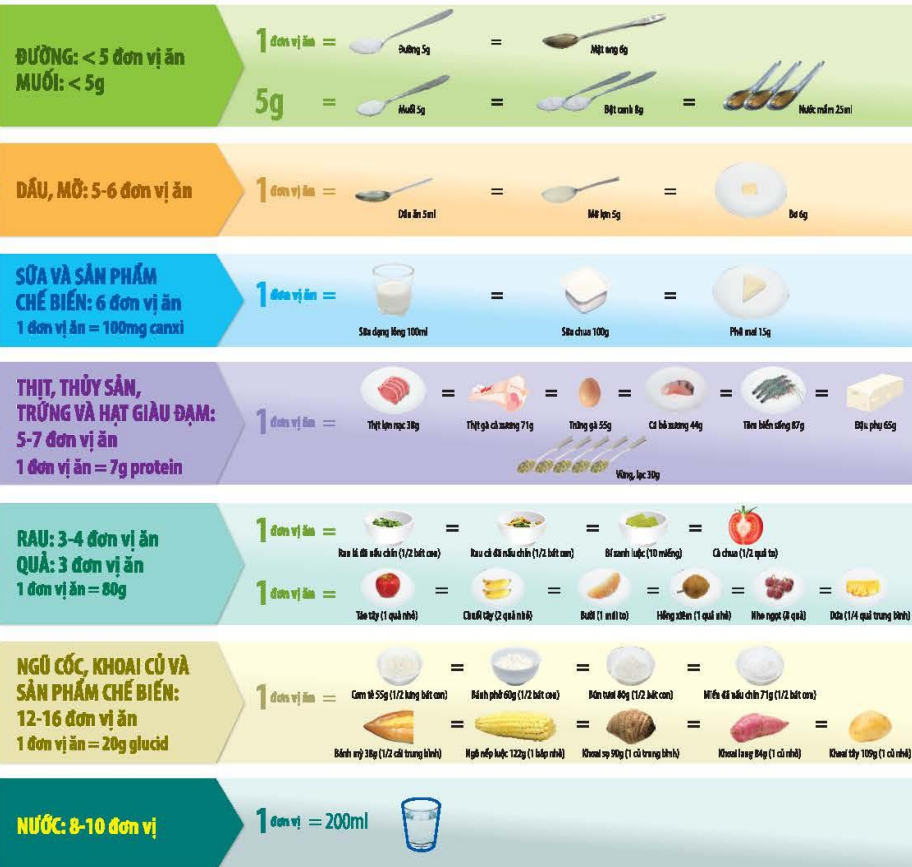 ĐƯỜNG: < 5 đơn vị ăn
MUỐI: < 5g
1 đơn vị ăn = Đường 5g = Mật ong 6g
5g = Muối 5g = Bột canh 8g = Nước mắm 25ml
DẦU, MỠ: 5-6 đơn vị ăn
1 đơn vị ăn = Dầu ăn 5ml = Mỡ lợn 5g = Bơ 6g
SỮA VÀ SẢN PHẨM
CHẾ BIẾN: 6 đơn vị ăn
1 đơn vị ăn = 100mg canxi
1 đơn vị ăn = Sữa dạng lỏng 100ml = Sữa chua 100g = Phô mai 15g
THỊT, THỦY SẢN,
TRỨNG VÀ HẠT GIÀU ĐẠM:
5-7 đơn vị ăn
1 đơn vị ăn = 7g protein
1 đơn vị ăn = Thịt lợn nạc 38g = Thịt gà cả xương 71g = Trứng gà 55g = Cá bỏ xương 44g = Tôm biển sống 87g = Đậu phụ 65g
Vừng, lạc 30g
RAU: 3-4 đơn vị ăn
QUẢ: 3 đơn vị ăn
1 đơn vị ăn = 80g
1 đơn vị ăn = Rau lá đã nấu chín (1/2 bát con) = Rau củ đã nấu chín (1/2 bát con) = Bí xanh luộc (10 miếng) = Cà chua (1/2 quả to)
1 đơn vị ăn = Táo tây (1 quả nhỏ) = Chuối tây (2 quả nhỏ) = Bưởi (1 múi to) = Hồng xiêm (1 quả nhỏ) = Nho ngọt (8 quả) = Dứa (1/4 quả trung bình)
NGŨ CỐC, KHOAI CỦ VÀ
SẢN PHẨM CHẾ BIẾN:
12-16 đơn vị ăn
1 đơn vị ăn = 20g glucid
1 đơn vị ăn = Cơm tẻ 55g (1/2 lưng bát con) = Bánh phở 60g (1/2 bát con) = Bún tươi 80g (1/2 bát con) = Miến đã nấu chín 71g (1/2 bát con)
Bánh mỳ 38g (1/2 cái trung bình) = Ngô nếp luộc 122g (1 bắp nhỏ) = Khoai sọ 90g (1 củ trung bình) = Khoai lang 84g (1 củ nhỏ) = Khoai tây 109g (1 củ nhỏ)
NƯỚC: 8-10 đơn vị
1 đơn vị = 200ml